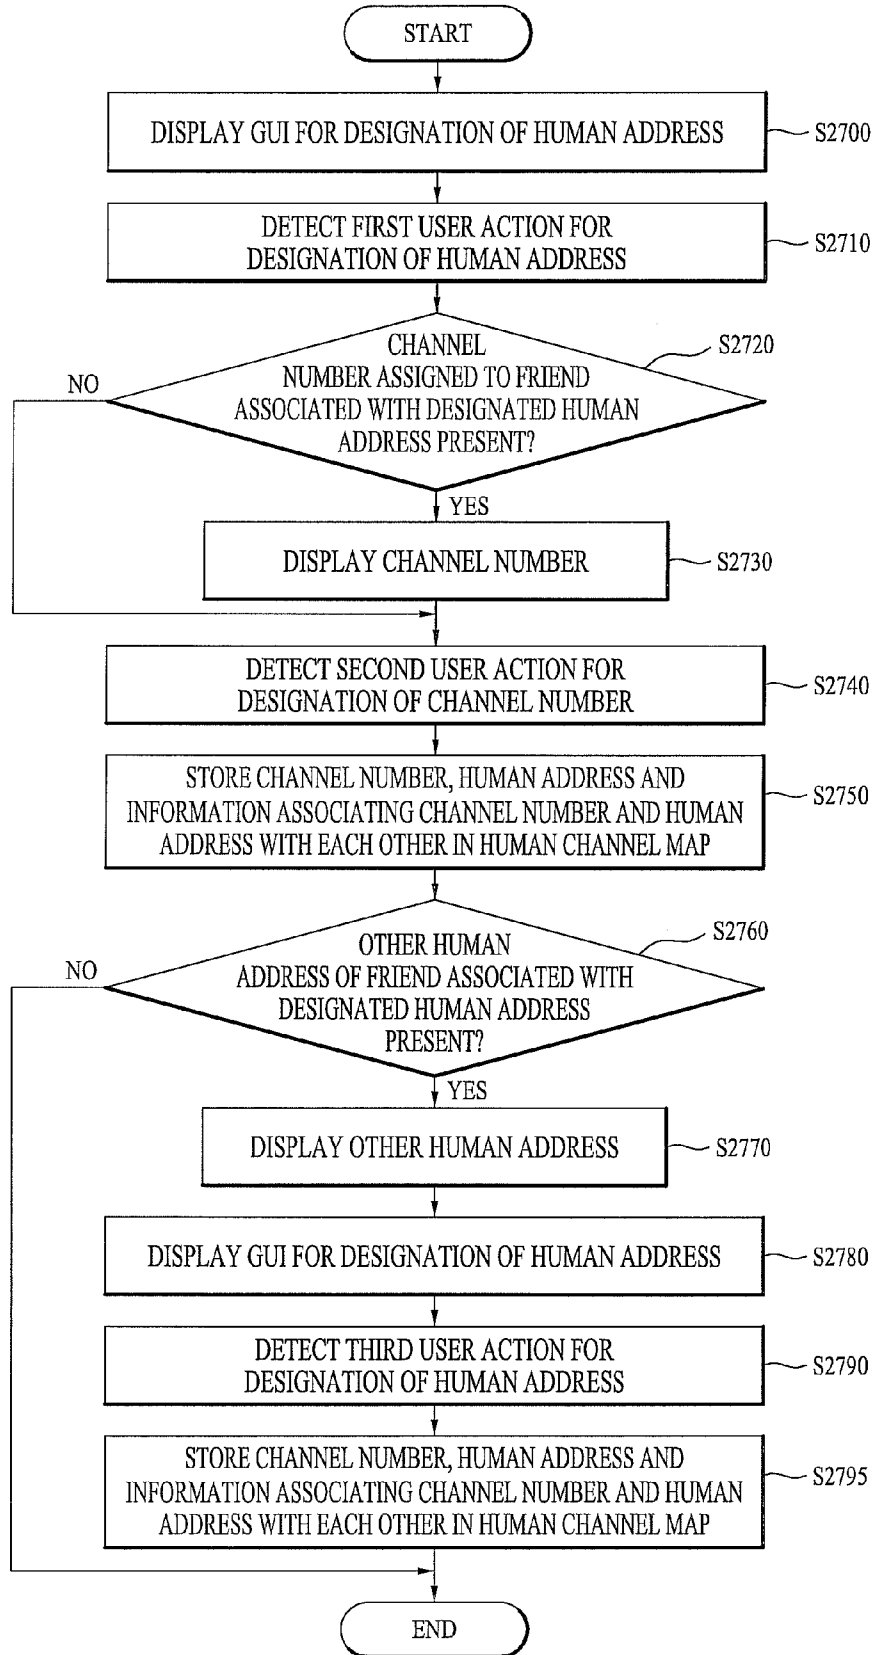 START
DISPLAY GUI FOR DESIGNATION OF HUMAN ADDRESS
S2700
DETECT FIRST USER ACTION FOR
DESIGNATION OF HUMAN ADDRESS
S2710
CHANNEL
NUMBER ASSIGNED TO FRIEND
ASSOCIATED WITH DESIGNATED HUMAN
ADDRESS PRESENT?
S2720
NO
YES
DISPLAY CHANNEL NUMBER
S2730
DETECT SECOND USER ACTION FOR
DESIGNATION OF CHANNEL NUMBER
S2740
STORE CHANNEL NUMBER, HUMAN ADDRESS AND
INFORMATION ASSOCIATING CHANNEL NUMBER AND HUMAN
ADDRESS WITH EACH OTHER IN HUMAN CHANNEL MAP
S2750
OTHER HUMAN
ADDRESS OF FRIEND ASSOCIATED WITH
DESIGNATED HUMAN ADDRESS
PRESENT?
S2760
NO
YES
DISPLAY OTHER HUMAN ADDRESS
S2770
DISPLAY GUI FOR DESIGNATION OF HUMAN ADDRESS
S2780
DETECT THIRD USER ACTION FOR
DESIGNATION OF HUMAN ADDRESS
S2790
STORE CHANNEL NUMBER, HUMAN ADDRESS AND
INFORMATION ASSOCIATING CHANNEL NUMBER AND HUMAN
ADDRESS WITH EACH OTHER IN HUMAN CHANNEL MAP
S2795
END